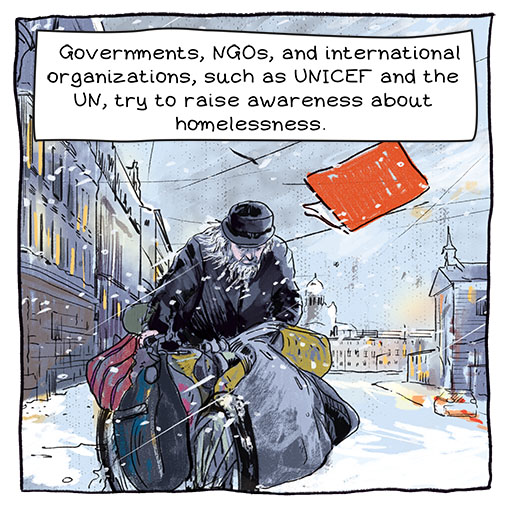 Governments, NGOs, and international
organizations, such as UNICEF and the
UN, try to raise awareness about
homelessness.